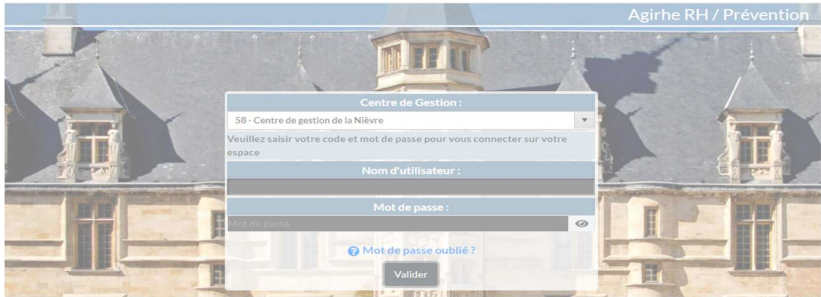 Agirhe RH / Prévention
Centre de Gestion :
58 - Centre de gestion de la Nièvre
Veuillez saisir votre code et mot de passe pour vous connecter sur votre
espace
Nom d'utilisateur :
Mot de passe :
Mot de passe
Mot de passe oublié ?
Valider